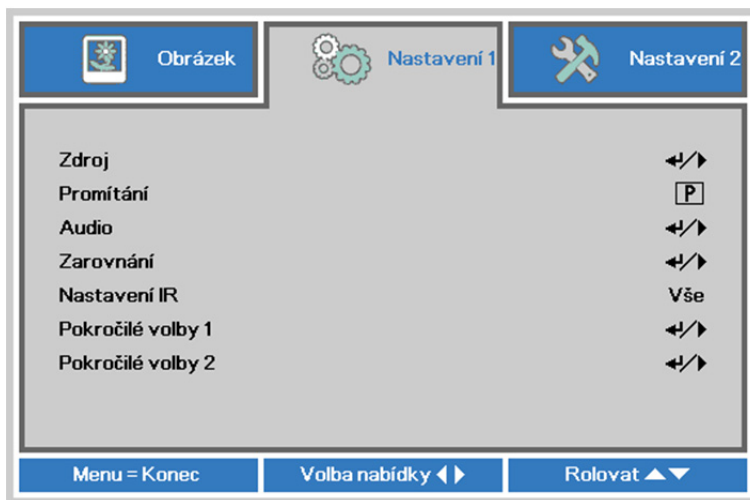 Obrázek
Nastavení 1
Nastavení 2
Zdroj
Promítání P
Audio
Zarovnání
Nastavení IR Vše
Pokročilé volby 1
Pokročilé volby 2
Menu = Konec
Volba nabídky
Rolovat